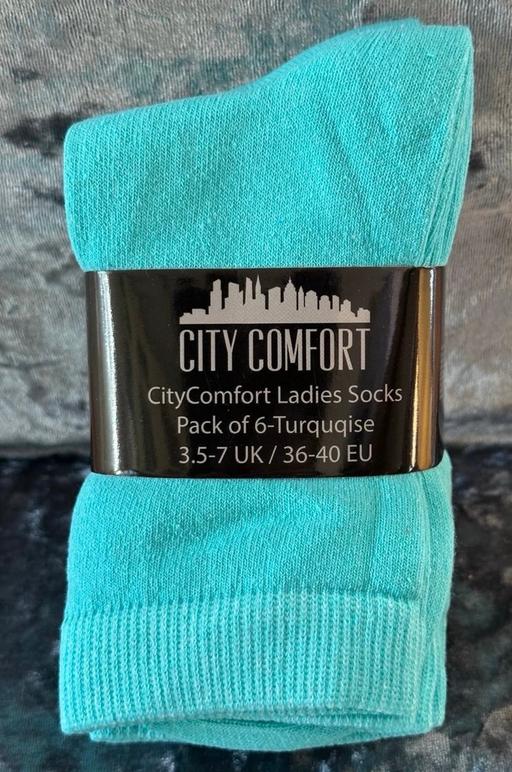 CITY COMFORT
CityComfort Ladies Socks
Pack of 6-Turquqise
3.5-7 UK / 36-40 EU